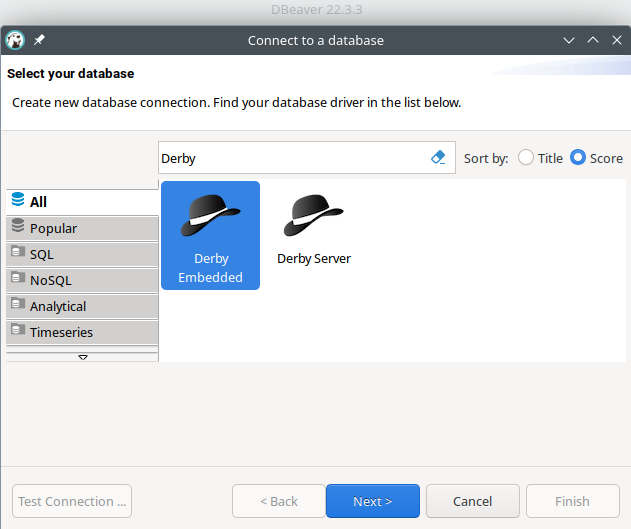 DBeaver 22.3.3
Connect to a database
Select your database
Create new database connection. Find your database driver in the list below.
Derby
Sort by:
Title
Score
All
Popular
SQL
NoSQL
Analytical
Timeseries
Derby
Embedded
Derby Server
Test Connection ...
< Back
Next >
Cancel
Finish